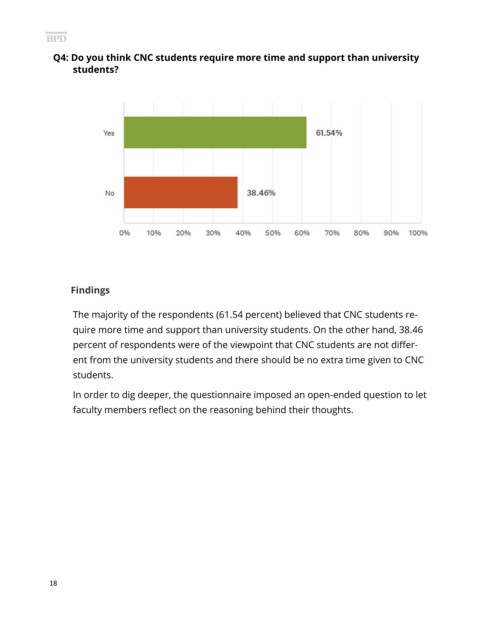 HPD
Q4: Do you think CNC students require more time and support than university
students?
Yes
61.54%
No
38.46%
0% 10% 20% 30% 40% 50% 60% 70% 80% 90% 100%
Findings
The majority of the respondents (61.54 percent) believed that CNC students re-
quire more time and support than university students. On the other hand, 38.46
percent of respondents were of the viewpoint that CNC students are not differ-
ent from the university students and there should be no extra time given to CNC
students.
In order to dig deeper, the questionnaire imposed an open-ended question to let
faculty members reflect on the reasoning behind their thoughts.
18